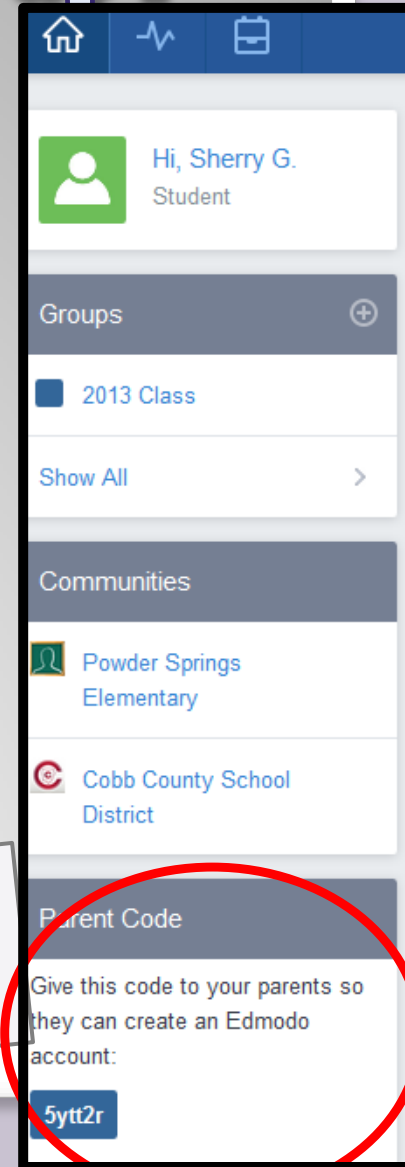 Hi, Sherry G.
Student
Groups
2013 Class
Show All
Communities
Powder Springs
Elementary
Cobb County School
District
Parent Code
Give this code to your parents so
they can create an Edmodo
account:
5ytt2r